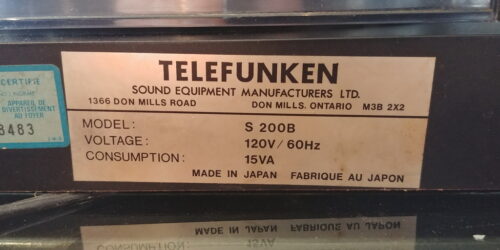 TELEFUNKEN
SOUND EQUIPMENT MANUFACTURERS LTD.
1366 DON MILLS ROAD DON MILLS, ONTARIO M3B 2X2
MODEL: S 200B
VOLTAGE: 120V/60Hz
CONSUMPTION: 15VA
MADE IN JAPAN FABRIQUE AU JAPON
CERTIFIE
APPAREIL DE
DIVERTISSEMENT
AU FOYER
8483